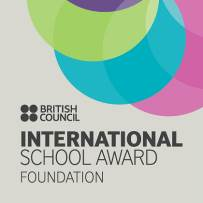 BRITISH
COUNCIL
INTERNATIONAL
SCHOOL AWARD
FOUNDATION